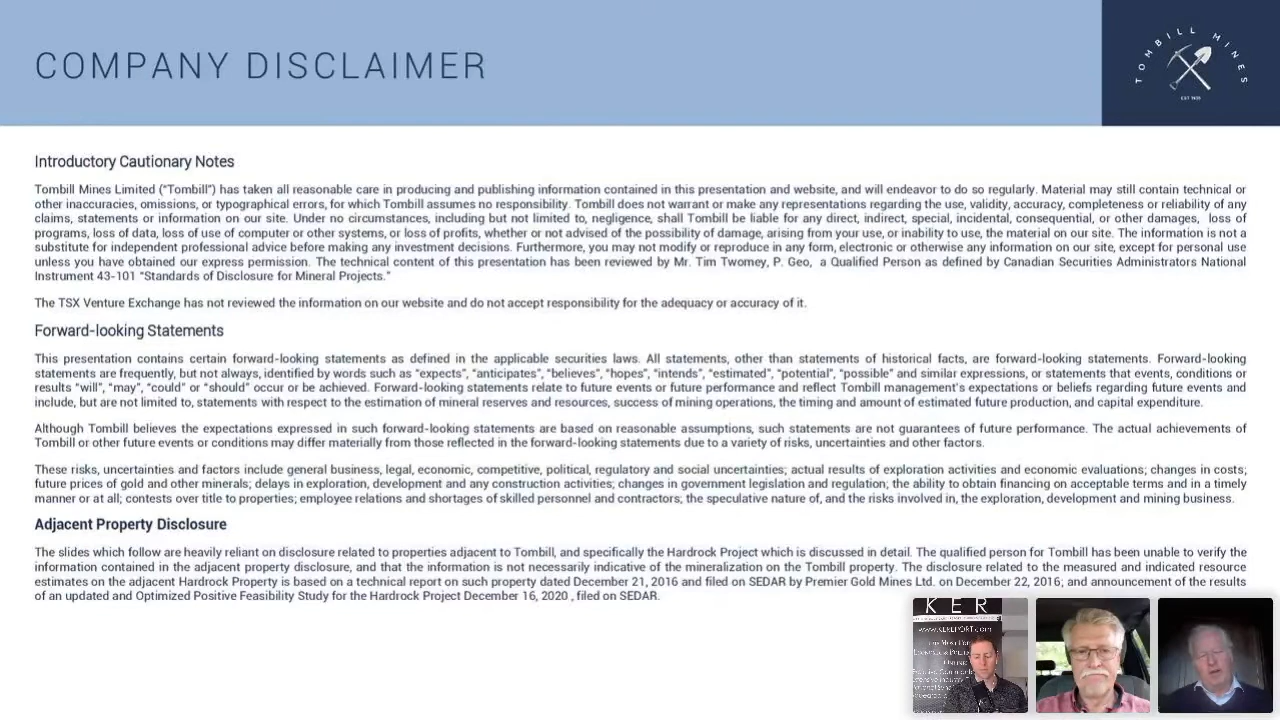 COMPANY DISCLAIMER
TOMBILL MINES
EST 1935
Introductory Cautionary Notes
Tombill Mines Limited (“Tombill”) has taken all reasonable care in producing and publishing information contained in this presentation and website, and will endeavor to do so regularly. Material may still contain technical or
other inaccuracies, omissions, or typographical errors, for which Tombill assumes no responsibility. Tombill does not warrant or make any representations regarding the use, validity, accuracy, completeness or reliability of any
claims, statements or information on our site. Under no circumstances, including but not limited to, negligence, shall Tombill be liable for any direct, indirect, special, incidental, consequential, or other damages, loss of
programs, loss of data, loss of use of computer or other systems, or loss of profits, whether or not advised of the possibility of damage, arising from your use, or inability to use, the material on our site. The information is not a
substitute for independent professional advice before making any investment decisions. Furthermore, you may not modify or reproduce in any form, electronic or otherwise any information on our site, except for personal use
unless you have obtained our express permission. The technical content of this presentation has been reviewed by Mr. Tim Twomey, P. Geo, a Qualified Person as defined by Canadian Securities Administrators National
Instrument 43-101 "Standards of Disclosure for Mineral Projects."
The TSX Venture Exchange has not reviewed the information on our website and do not accept responsibility for the adequacy or accuracy of it.
Forward-looking Statements
This presentation contains certain forward-looking statements as defined in the applicable securities laws. All statements, other than statements of historical facts, are forward-looking statements. Forward-looking
statements are frequently, but not always, identified by words such as “expects”, “anticipates”, “believes”, “hopes”, “intends”, “estimated”, “potential”, “possible” and similar expressions, or statements that events, conditions or
results “will”, “may”, “could” or “should” occur or be achieved. Forward-looking statements relate to future events or future performance and reflect Tombill management’s expectations or beliefs regarding future events and
include, but are not limited to, statements with respect to the estimation of mineral reserves and resources, success of mining operations, the timing and amount of estimated future production, and capital expenditure.
Although Tombill believes the expectations expressed in such forward-looking statements are based on reasonable assumptions, such statements are not guarantees of future performance. The actual achievements of
Tombill or other future events or conditions may differ materially from those reflected in the forward-looking statements due to a variety of risks, uncertainties and other factors.
These risks, uncertainties and factors include general business, legal, economic, competitive, political, regulatory and social uncertainties; actual results of exploration activities and economic evaluations; changes in costs;
future prices of gold and other minerals; delays in exploration, development and any construction activities; changes in government legislation and regulation; the ability to obtain financing on acceptable terms and in a timely
manner or at all; contests over title to properties; employee relations and shortages of skilled personnel and contractors; the speculative nature of, and the risks involved in, the exploration, development and mining business.
Adjacent Property Disclosure
The slides which follow are heavily reliant on disclosure related to properties adjacent to Tombill, and specifically the Hardrock Project which is discussed in detail. The qualified person for Tombill has been unable to verify the
information contained in the adjacent property disclosure, and that the information is not necessarily indicative of the mineralization on the Tombill property. The disclosure related to the measured and indicated resource
estimates on the adjacent Hardrock Property is based on a technical report on such property dated December 21, 2016 and filed on SEDAR by Premier Gold Mines Ltd. on December 22, 2016; and announcement of the results
of an updated and Optimized Positive Feasibility Study for the Hardrock Project December 16, 2020 , filed on SEDAR.
KER
www.KEREPORT.com